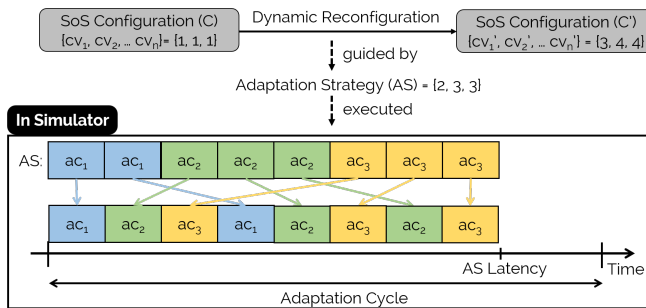 SoS Configuration (C) Dynamic Reconfiguration SoS Configuration (C')
{cv₁, cv₂, ... cvₙ}= {1, 1, 1} {cv₁', cv₂', ... cvₙ'} = {3, 4, 4}
guided by
Adaptation Strategy (AS) = {2, 3, 3}
executed
In Simulator
AS: ac₁ ac₁ ac₂ ac₂ ac₂ ac₃ ac₃ ac₃
ac₁ ac₂ ac₃ ac₁ ac₂ ac₃ ac₂ ac₃
AS Latency Time
Adaptation Cycle